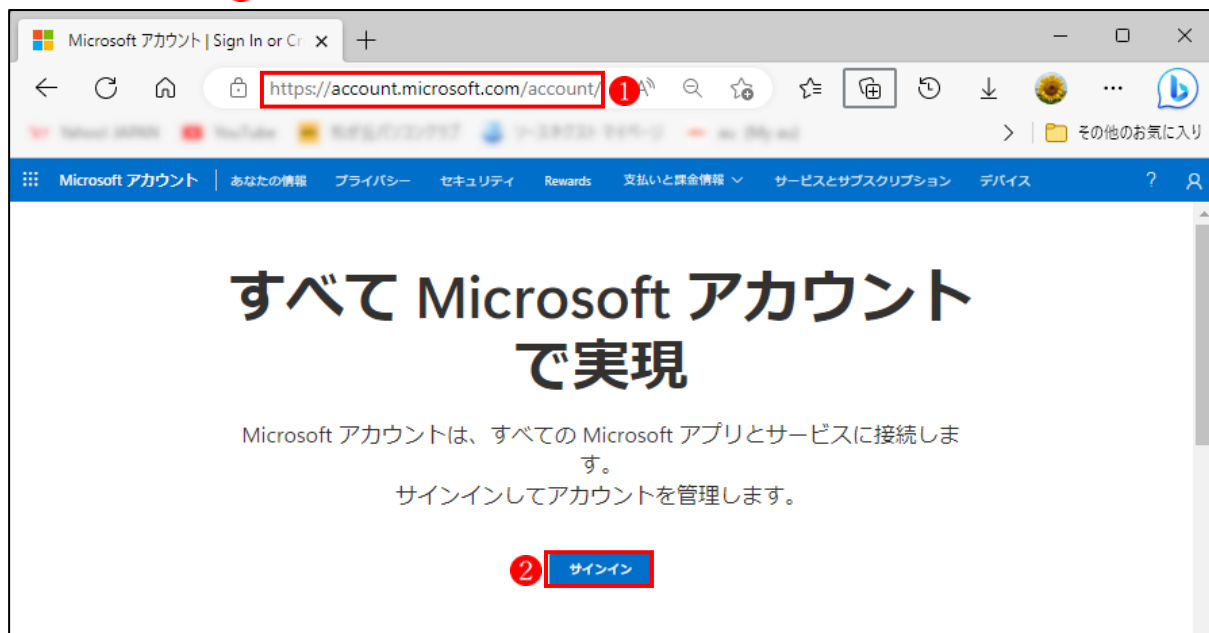 Microsoft アカウント | Sign In or Cr
https://account.microsoft.com/account/ 1
YouTube
その他のお気に入り
Microsoft アカウント あなたの情報 プライバシー セキュリティ Rewards 支払いと課金情報 サービスとサブスクリプション デバイス ?
すべて Microsoft アカウント
で実現
Microsoft アカウントは、すべての Microsoft アプリとサービスに接続しま
す。
サインインしてアカウントを管理します。
2 サインイン